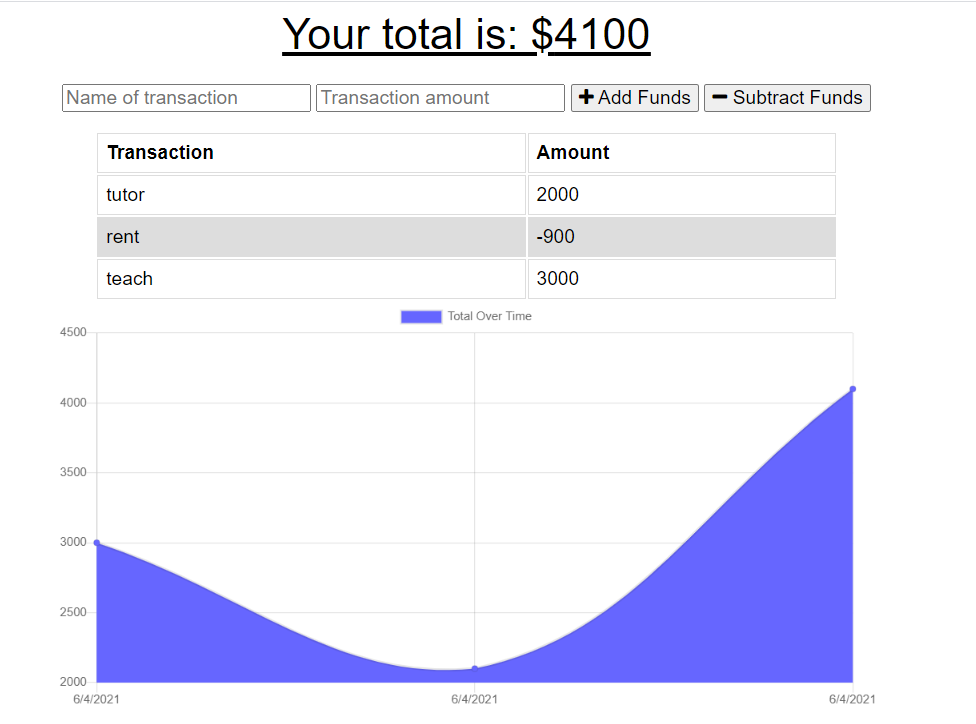 Your total is: $4100
Name of transaction Transaction amount + Add Funds − Subtract Funds
Transaction Amount
tutor 2000
rent -900
teach 3000
Total Over Time
4500
4000
3500
3000
2500
2000
6/4/2021 6/4/2021 6/4/2021